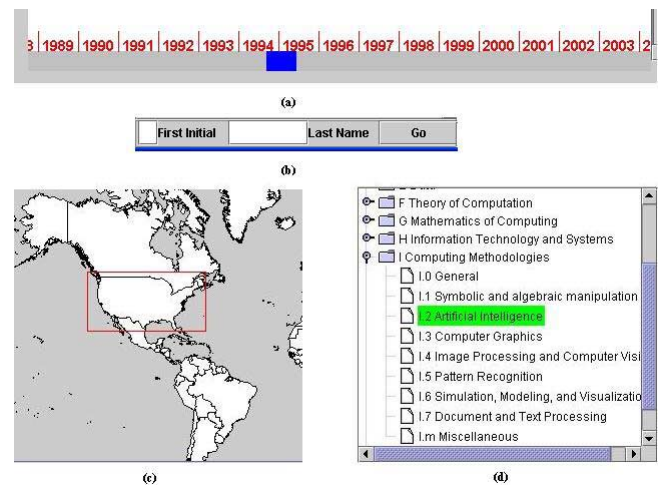 8 1989 1990 1991 1992 1993 1994 1995 1996 1997 1998 1999 2000 2001 2002 2003 2
(a)
First Initial Last Name Go
(b)
F Theory of Computation
G Mathematics of Computing
H Information Technology and Systems
I Computing Methodologies
I.0 General
I.1 Symbolic and algebraic manipulation
I.2 Artificial Intelligence
I.3 Computer Graphics
I.4 Image Processing and Computer Visi
I.5 Pattern Recognition
I.6 Simulation, Modeling, and Visualizatio
I.7 Document and Text Processing
I.m Miscellaneous
(c)
(d)